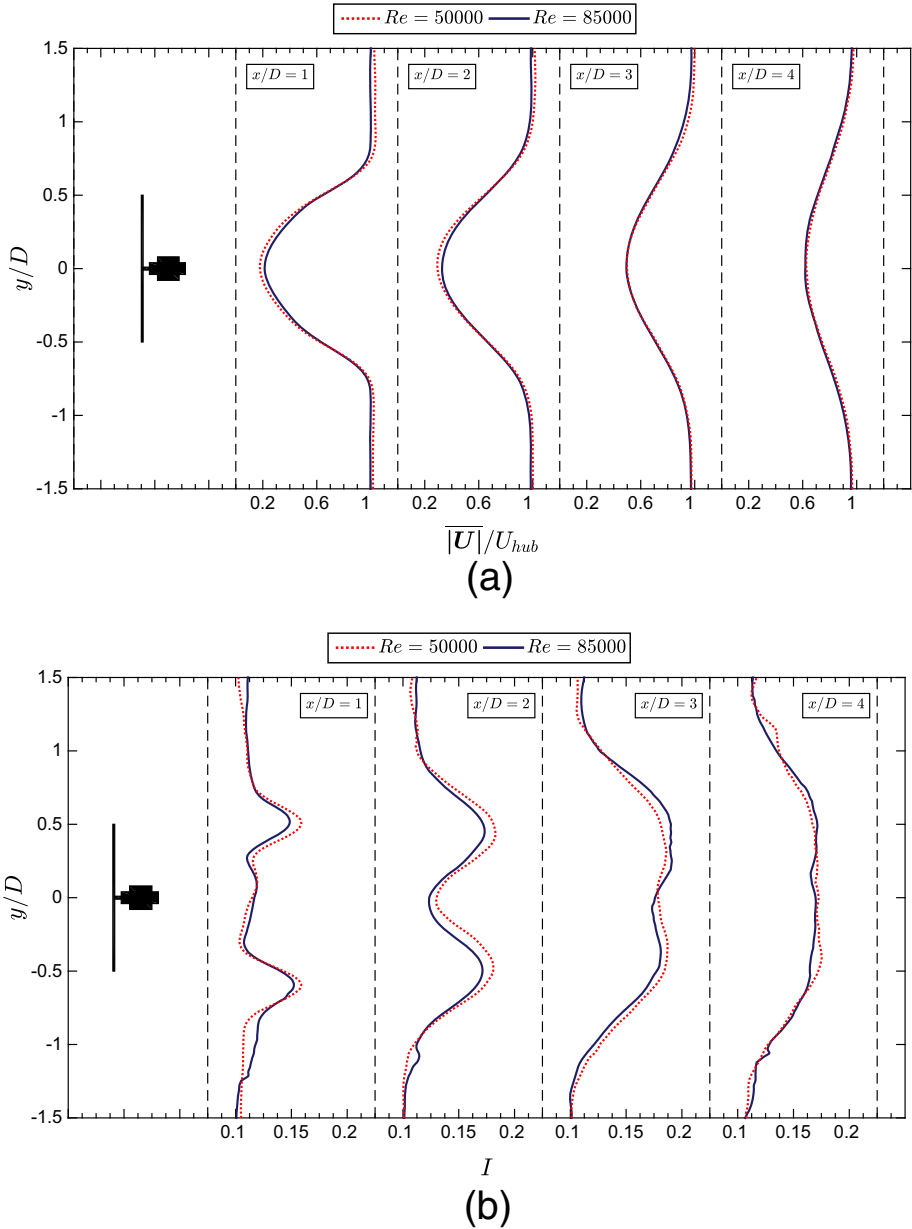 Re = 50000 Re = 85000
x/D = 1 x/D = 2 x/D = 3 x/D = 4
1.5
1
0.5
0
-0.5
-1
-1.5
y/D
0.2 0.6 1 0.2 0.6 1 0.2 0.6 1 0.2 0.6 1
|U|/U_hub
(a)
Re = 50000 Re = 85000
x/D = 1 x/D = 2 x/D = 3 x/D = 4
1.5
1
0.5
0
-0.5
-1
-1.5
y/D
0.1 0.15 0.2 0.1 0.15 0.2 0.1 0.15 0.2 0.1 0.15 0.2
I
(b)